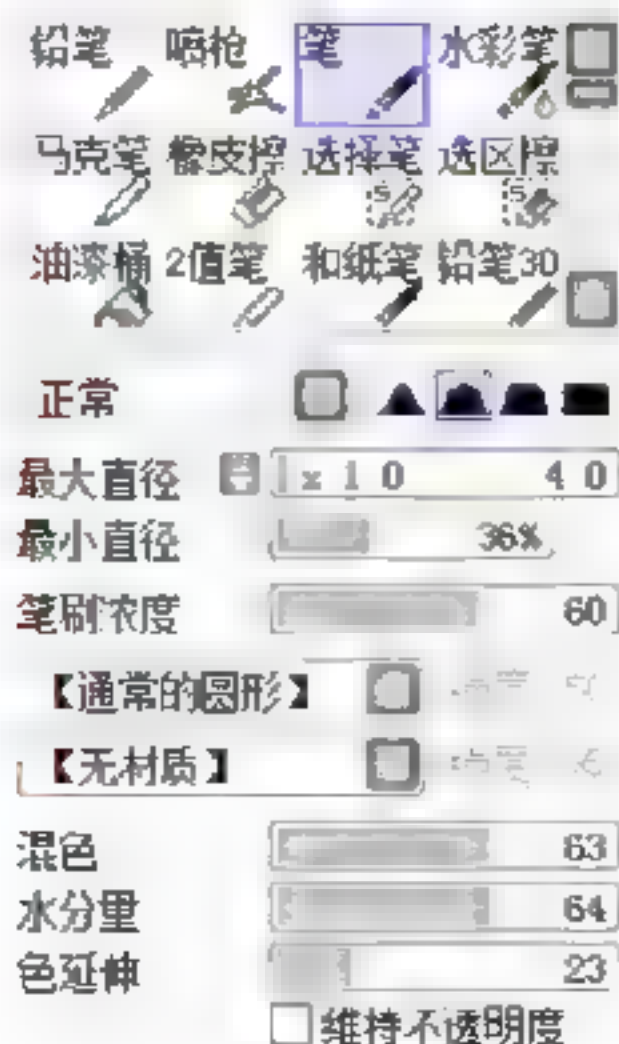 铅笔 喷枪 笔 水彩笔
马克笔 橡皮擦 选择笔 选区擦
油漆桶 2值笔 和纸笔 铅笔30
正常
最大直径 x10 40
最小直径 36%
笔刷浓度 60
【通常的圆形】
【无材质】
混色 63
水分量 64
色延伸 23
维持不透明度